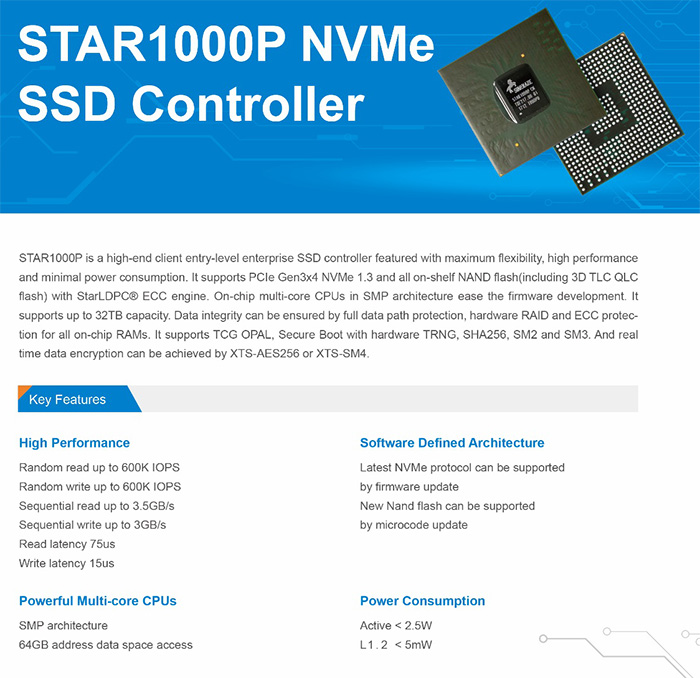 STAR1000P NVMe
SSD Controller
STAR1000P is a high-end client entry-level enterprise SSD controller featured with maximum flexibility, high performance
and minimal power consumption. It supports PCIe Gen3x4 NVMe 1.3 and all on-shelf NAND flash(including 3D TLC QLC
flash) with StarLDPC® ECC engine. On-chip multi-core CPUs in SMP architecture ease the firmware development. It
supports up to 32TB capacity. Data integrity can be ensured by full data path protection, hardware RAID and ECC protec-
tion for all on-chip RAMs. It supports TCG OPAL, Secure Boot with hardware TRNG, SHA256, SM2 and SM3. And real
time data encryption can be achieved by XTS-AES256 or XTS-SM4.
Key Features
High Performance
Random read up to 600K IOPS
Random write up to 600K IOPS
Sequential read up to 3.5GB/s
Sequential write up to 3GB/s
Read latency 75us
Write latency 15us
Software Defined Architecture
Latest NVMe protocol can be supported
by firmware update
New Nand flash can be supported
by microcode update
Powerful Multi-core CPUs
SMP architecture
64GB address data space access
Power Consumption
Active < 2.5W
L1.2 < 5mW